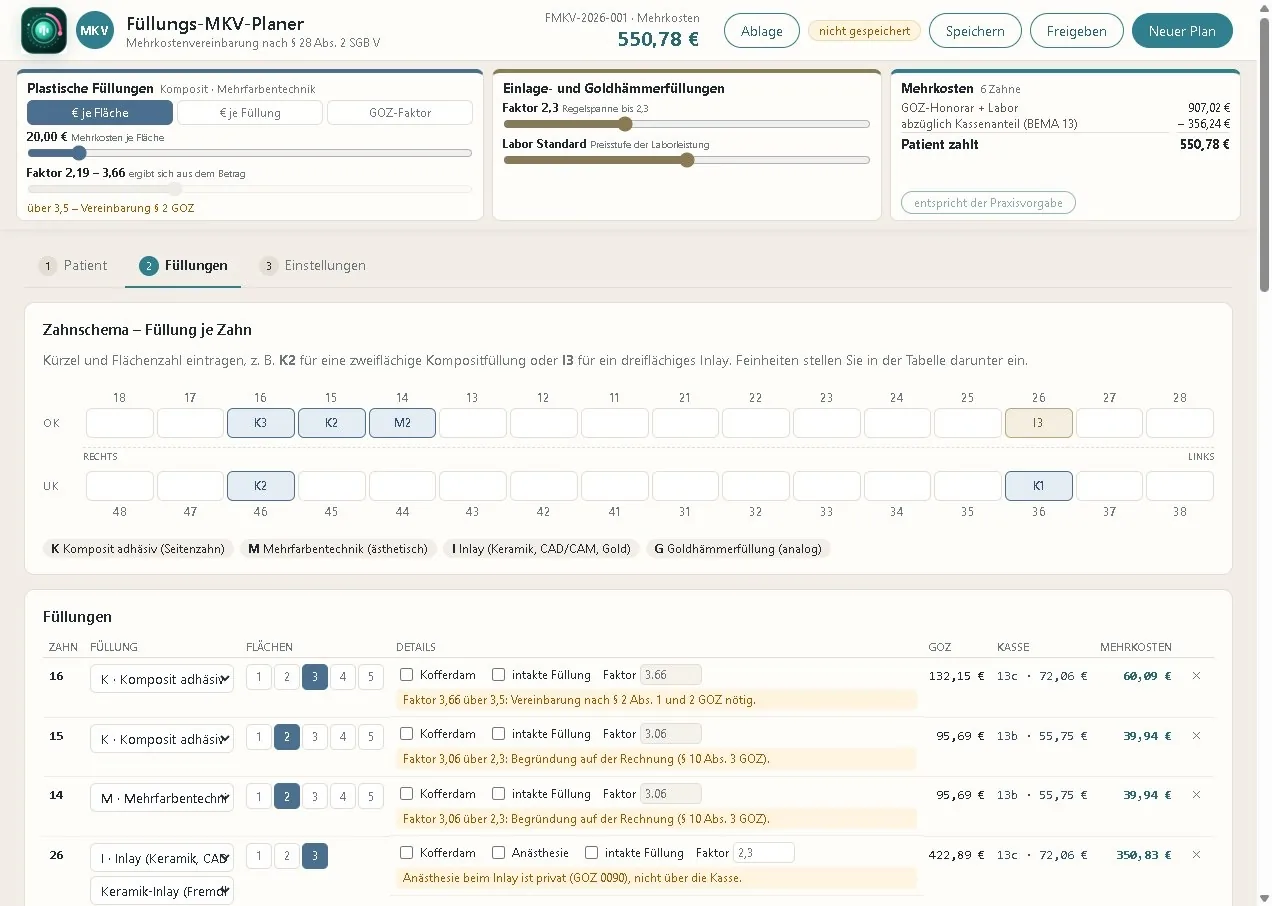 MKV
Füllungs-MKV-Planer
Mehrkostenvereinbarung nach § 28 Abs. 2 SGB V
FMKV-2026-001 · Mehrkosten
550,78 €
Ablage
nicht gespeichert
Speichern
Freigeben
Neuer Plan
Plastische Füllungen Komposit · Mehrfarbentechnik
€ je Fläche
€ je Füllung
GOZ-Faktor
20,00 € Mehrkosten je Fläche
Faktor 2,19 – 3,66 ergibt sich aus dem Betrag
über 3,5 – Vereinbarung § 2 GOZ
Einlage- und Goldhämmerfüllungen
Faktor 2,3 Regelspanne bis 2,3
Labor Standard Preisstufe der Laborleistung
Mehrkosten 6 Zähne
GOZ-Honorar + Labor 907,02 €
abzüglich Kassenanteil (BEMA 13) – 356,24 €
Patient zahlt 550,78 €
entspricht der Praxisvorgabe
1 Patient
2 Füllungen
3 Einstellungen
Zahnschema – Füllung je Zahn
Kürzel und Flächenzahl eintragen, z. B. K2 für eine zweiflächige Kompositfüllung oder I3 für ein dreiflächiges Inlay. Feinheiten stellen Sie in der Tabelle darunter ein.
18 17 16 15 14 13 12 11 21 22 23 24 25 26 27 28
OK K3 K2 M2 I3
RECHTS LINKS
UK K2 K1
48 47 46 45 44 43 42 41 31 32 33 34 35 36 37 38
K Komposit adhäsiv (Seitenzahn)
M Mehrfarbentechnik (ästhetisch)
I Inlay (Keramik, CAD/CAM, Gold)
G Goldhämmerfüllung (analog)
Füllungen
ZAHN FÜLLUNG FLÄCHEN DETAILS GOZ KASSE MEHRKOSTEN
16 K · Komposit adhäsiv 1 2 3 4 5 Kofferdam intakte Füllung Faktor 3.66 132,15 € 13c · 72,06 € 60,09 € ×
Faktor 3,66 über 3,5: Vereinbarung nach § 2 Abs. 1 und 2 GOZ nötig.
15 K · Komposit adhäsiv 1 2 3 4 5 Kofferdam intakte Füllung Faktor 3.06 95,69 € 13b · 55,75 € 39,94 € ×
Faktor 3,06 über 2,3: Begründung auf der Rechnung (§ 10 Abs. 3 GOZ).
14 M · Mehrfarbentechn 1 2 3 4 5 Kofferdam intakte Füllung Faktor 3.06 95,69 € 13b · 55,75 € 39,94 € ×
Faktor 3,06 über 2,3: Begründung auf der Rechnung (§ 10 Abs. 3 GOZ).
26 I · Inlay (Keramik, CAD 1 2 3 Kofferdam Anästhesie intakte Füllung Faktor 2,3 422,89 € 13c · 72,06 € 350,83 € ×
Anästhesie beim Inlay ist privat (GOZ 0090), nicht über die Kasse.
Keramik-Inlay (Fremd